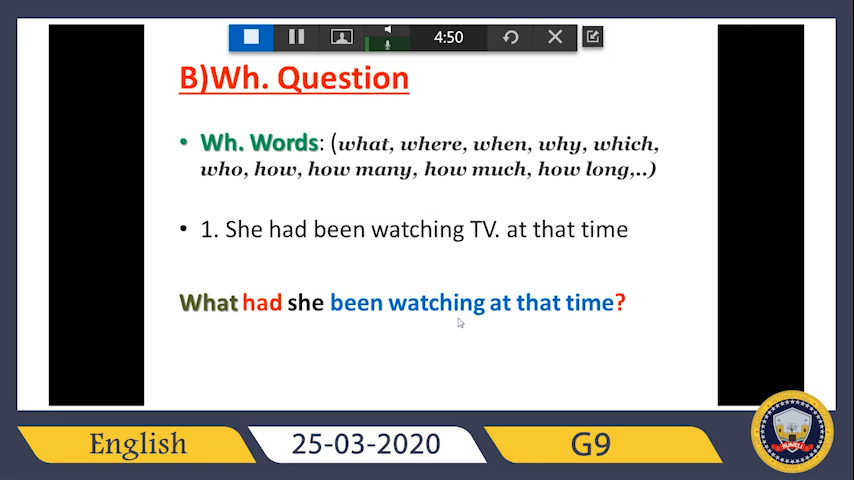 4:50
B)Wh. Question
• Wh. Words: (what, where, when, why, which,
who, how, how many, how much, how long,..)
• 1. She had been watching TV. at that time
What had she been watching at that time?
English
25-03-2020
G9